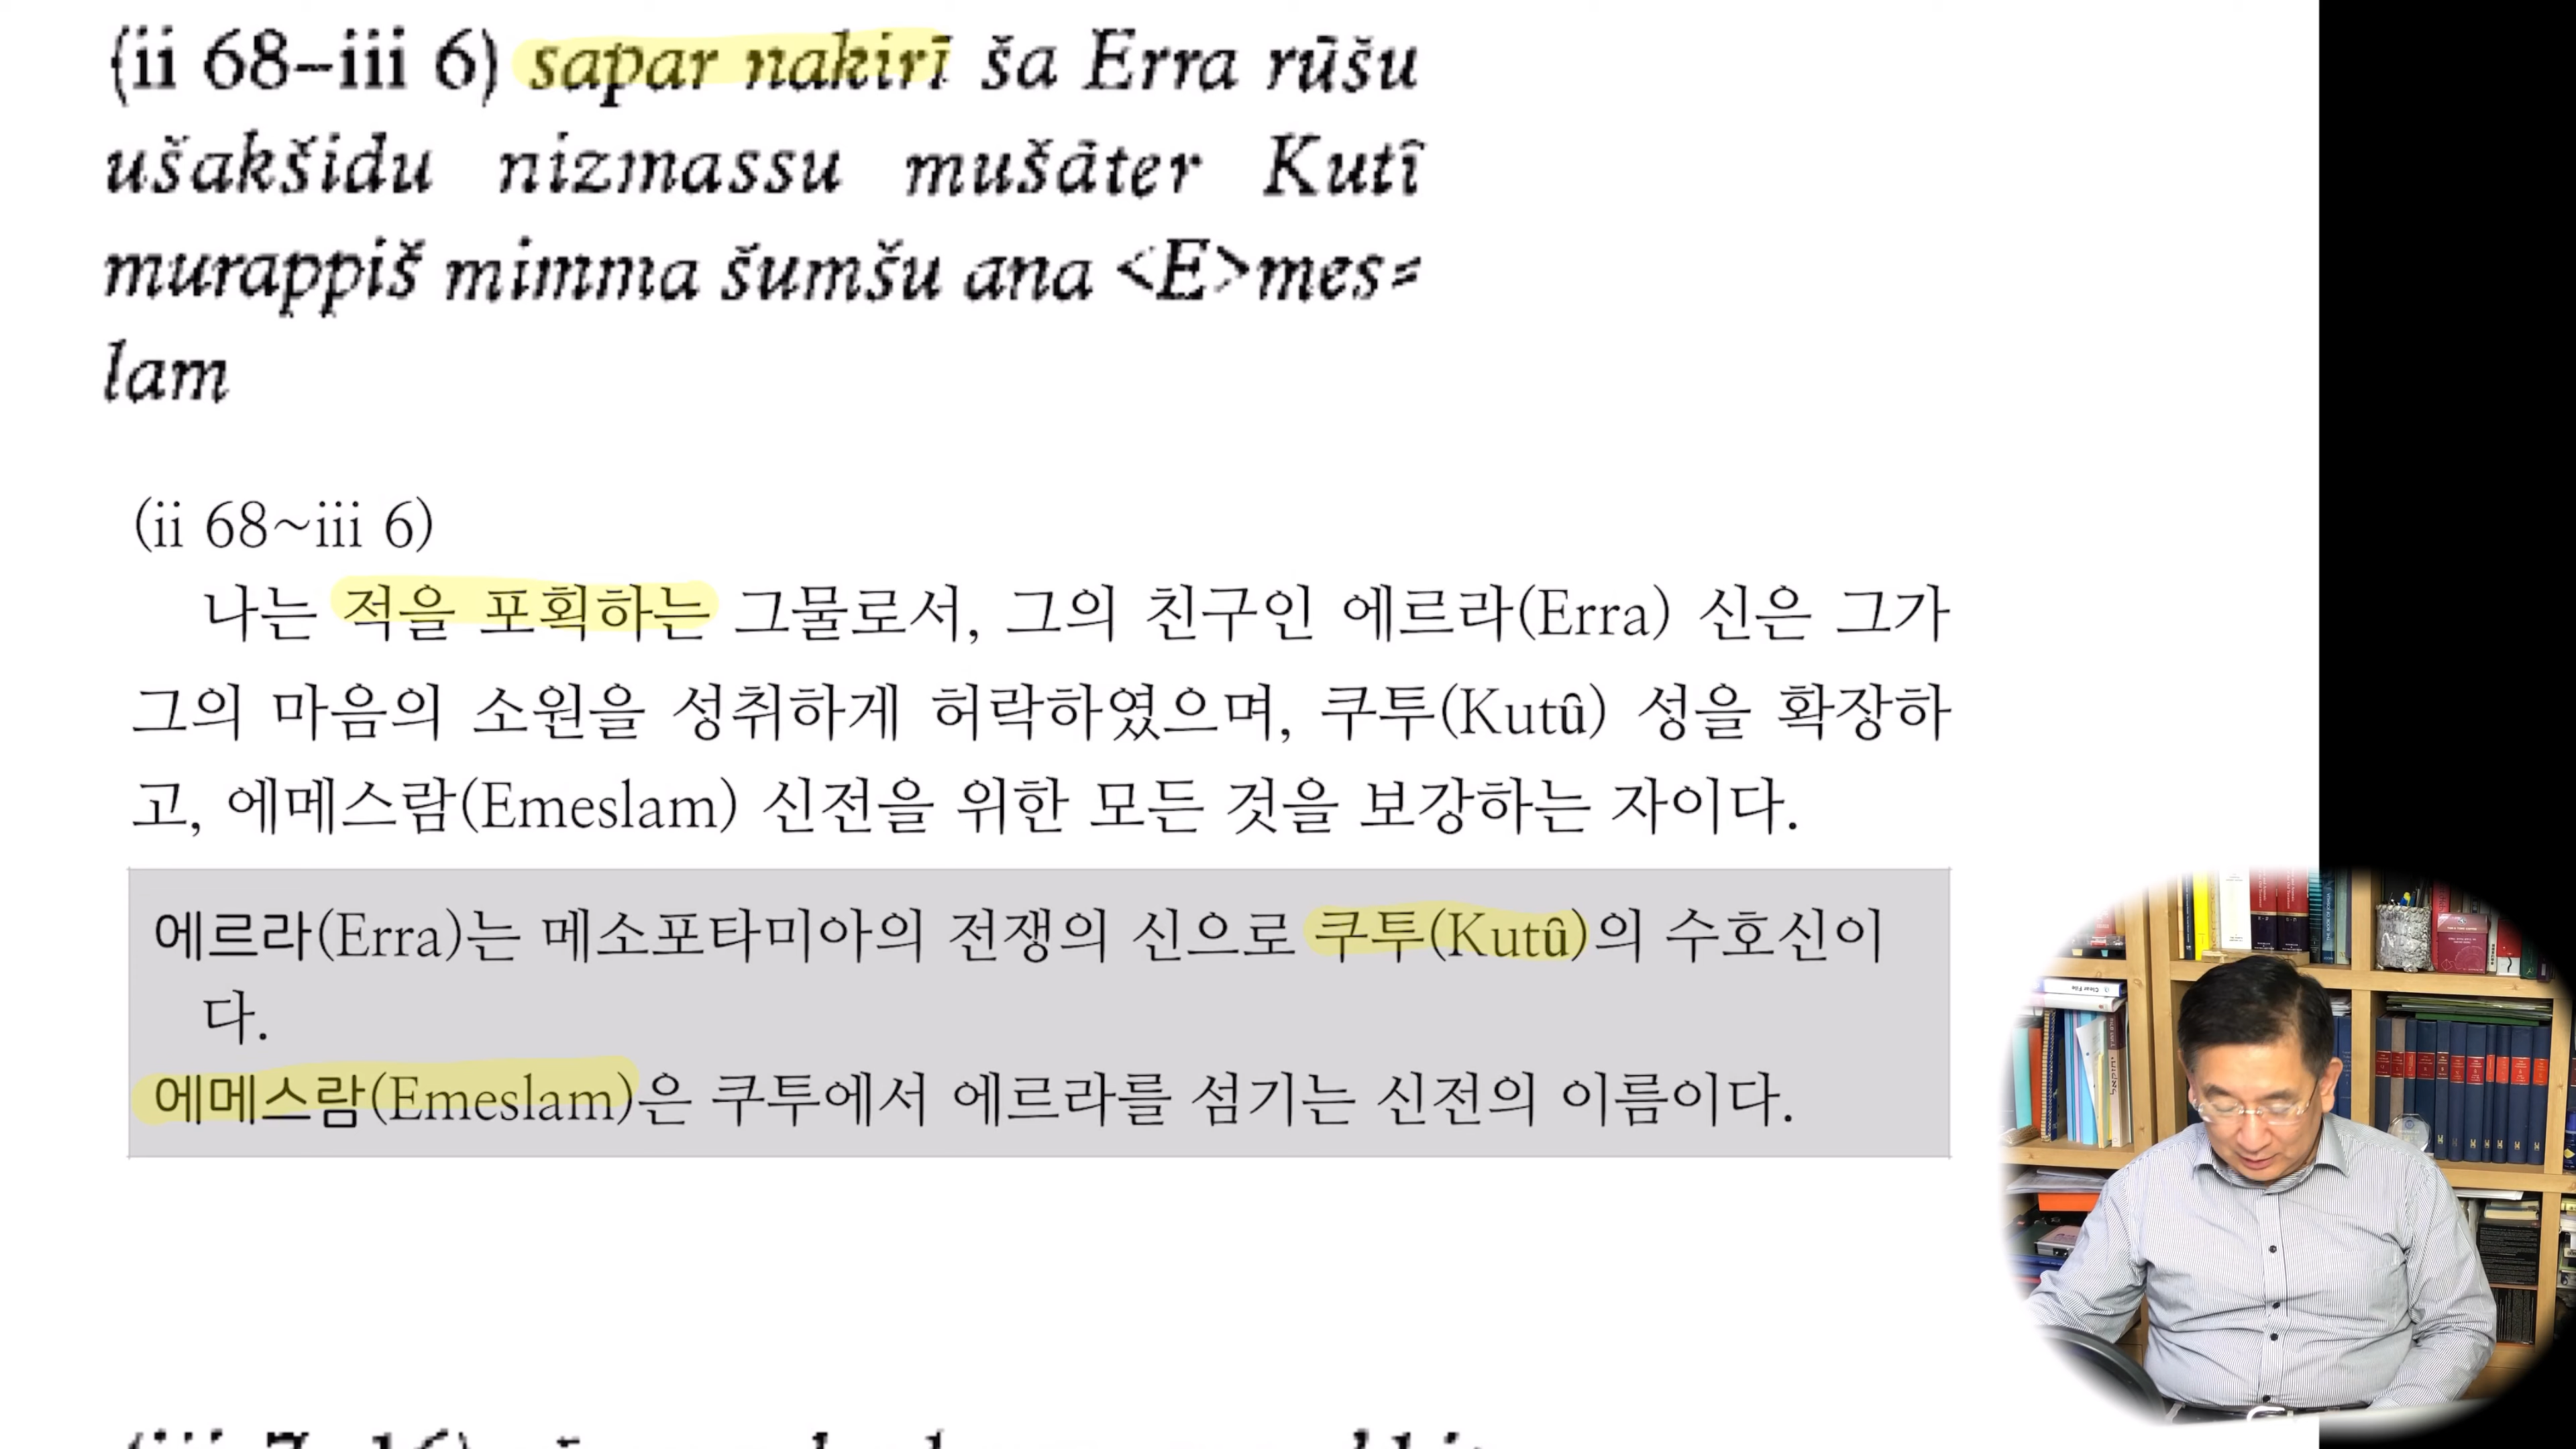 (ii 68–iii 6) sapar nakirī ša Erra rūšu
ušakšidu nizmassu mušāter Kutî
murappiš mimma šumšu ana <E>mes=
lam
(ii 68~iii 6)
나는 적을 포획하는 그물로서, 그의 친구인 에르라(Erra) 신은 그가
그의 마음의 소원을 성취하게 허락하였으며, 쿠투(Kutû) 성을 확장하
고, 에메스람(Emeslam) 신전을 위한 모든 것을 보강하는 자이다.
에르라(Erra)는 메소포타미아의 전쟁의 신으로 쿠투(Kutû)의 수호신이
다.
에메스람(Emeslam)은 쿠투에서 에르라를 섬기는 신전의 이름이다.